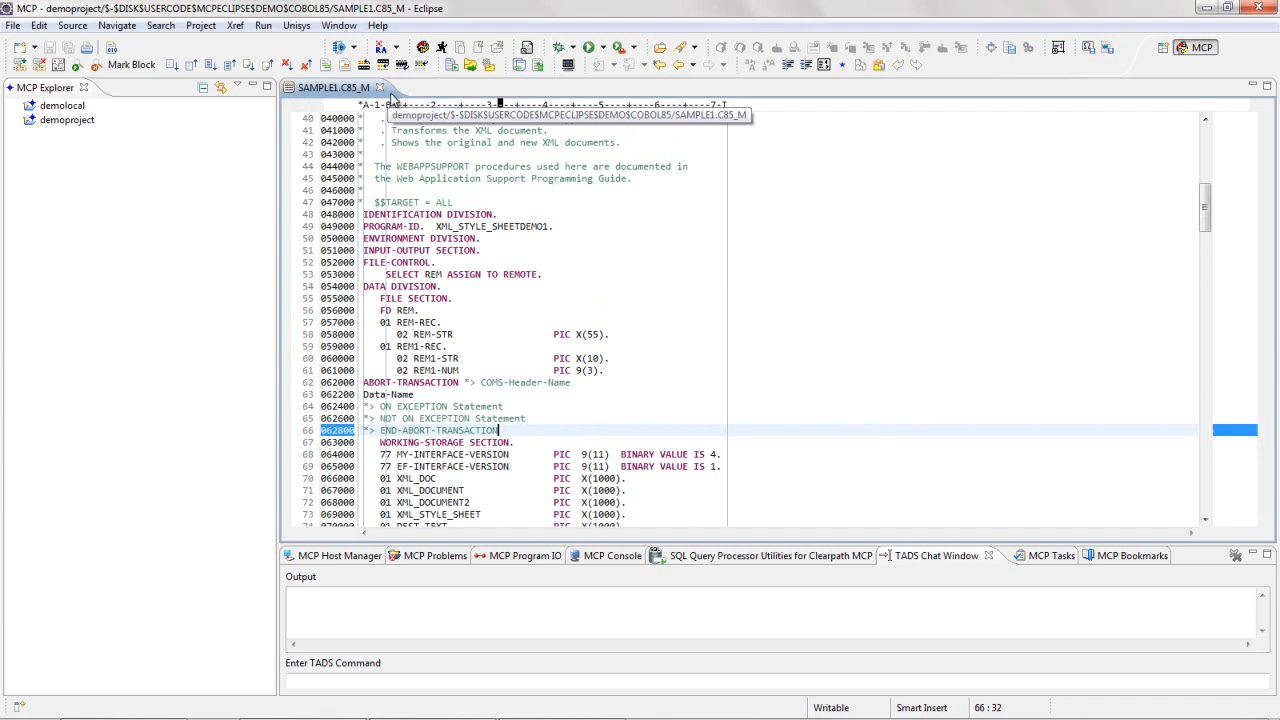 MCP - demoproject/$-$DISK$USERCODE$MCPECLIPSE$DEMO$COBOL85/SAMPLE1.C85_M - Eclipse
File Edit Source Navigate Search Project Xref Run Unisys Window Help
MCP
Mark Block
MCP Explorer
demolocal
demoproject
SAMPLE1.C85_M
demoproject/$-$DISK$USERCODE$MCPECLIPSE$DEMO$COBOL85/SAMPLE1.C85_M
40 040000* .
41 041000* . Transforms the XML document.
42 042000* . Shows the original and new XML documents.
43 043000*
44 044000* The WEBAPPSUPPORT procedures used here are documented in
45 045000* the Web Application Support Programming Guide.
46 046000*
47 047000* $$TARGET = ALL
48 048000 IDENTIFICATION DIVISION.
49 049000 PROGRAM-ID. XML_STYLE_SHEETDEMO1.
50 050000 ENVIRONMENT DIVISION.
51 051000 INPUT-OUTPUT SECTION.
52 052000 FILE-CONTROL.
53 053000 SELECT REM ASSIGN TO REMOTE.
54 054000 DATA DIVISION.
55 055000 FILE SECTION.
56 056000 FD REM.
57 057000 01 REM-REC.
58 058000 02 REM-STR PIC X(55).
59 059000 01 REM1-REC.
60 060000 02 REM1-STR PIC X(10).
61 061000 02 REM1-NUM PIC 9(3).
62 062000 ABORT-TRANSACTION *> COMS-Header-Name
63 062200 Data-Name
64 062400 *> ON EXCEPTION Statement
65 062600 *> NOT ON EXCEPTION Statement
66 062800 *> END-ABORT-TRANSACTION
67 063000 WORKING-STORAGE SECTION.
68 064000 77 MY-INTERFACE-VERSION PIC 9(11) BINARY VALUE IS 4.
69 065000 77 EF-INTERFACE-VERSION PIC 9(11) BINARY VALUE IS 1.
70 066000 01 XML_DOC PIC X(1000).
71 067000 01 XML_DOCUMENT PIC X(1000).
72 068000 01 XML_DOCUMENT2 PIC X(1000).
73 069000 01 XML_STYLE_SHEET PIC X(1000).
74 070000 01 DEST_TEXT PIC X(1000).
MCP Host Manager MCP Problems MCP Program IO MCP Console SQL Query Processor Utilities for Clearpath MCP TADS Chat Window MCP Tasks MCP Bookmarks
Output
Enter TADS Command
Writable Smart Insert 66 : 32